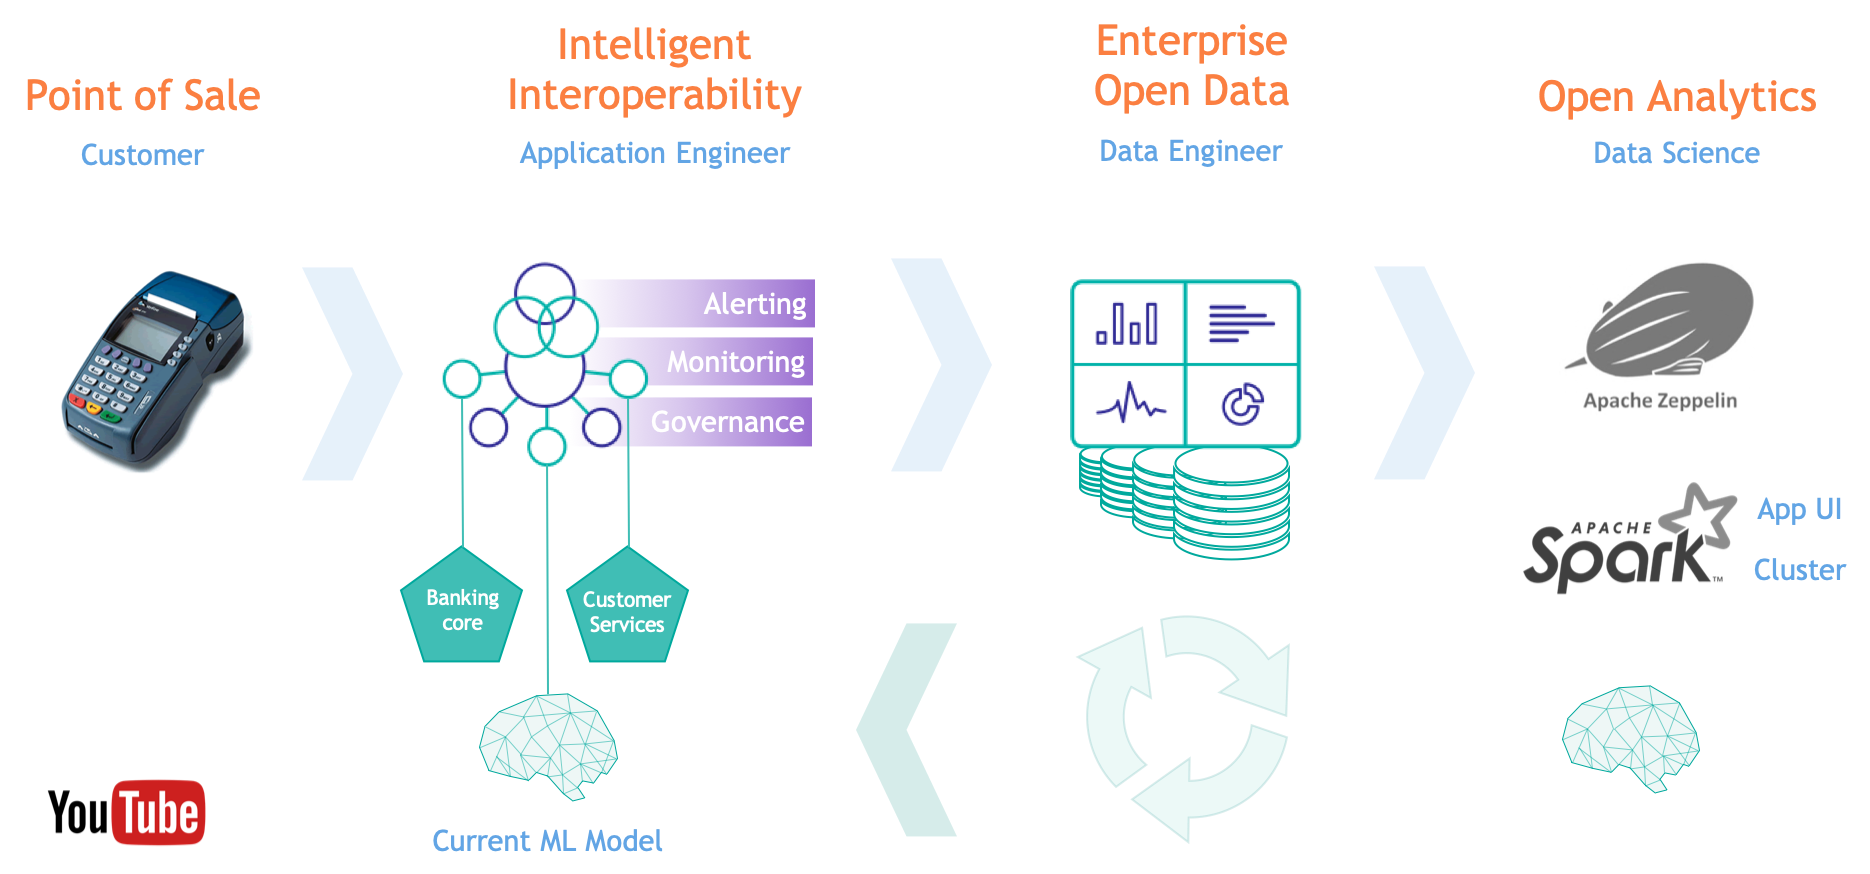 Point of Sale
Customer
Intelligent
Interoperability
Application Engineer
Enterprise
Open Data
Data Engineer
Open Analytics
Data Science
Alerting
Monitoring
Governance
Banking
core
Customer
Services
Current ML Model
Apache Zeppelin
APACHE
Spark™
App UI
Cluster
YouTube